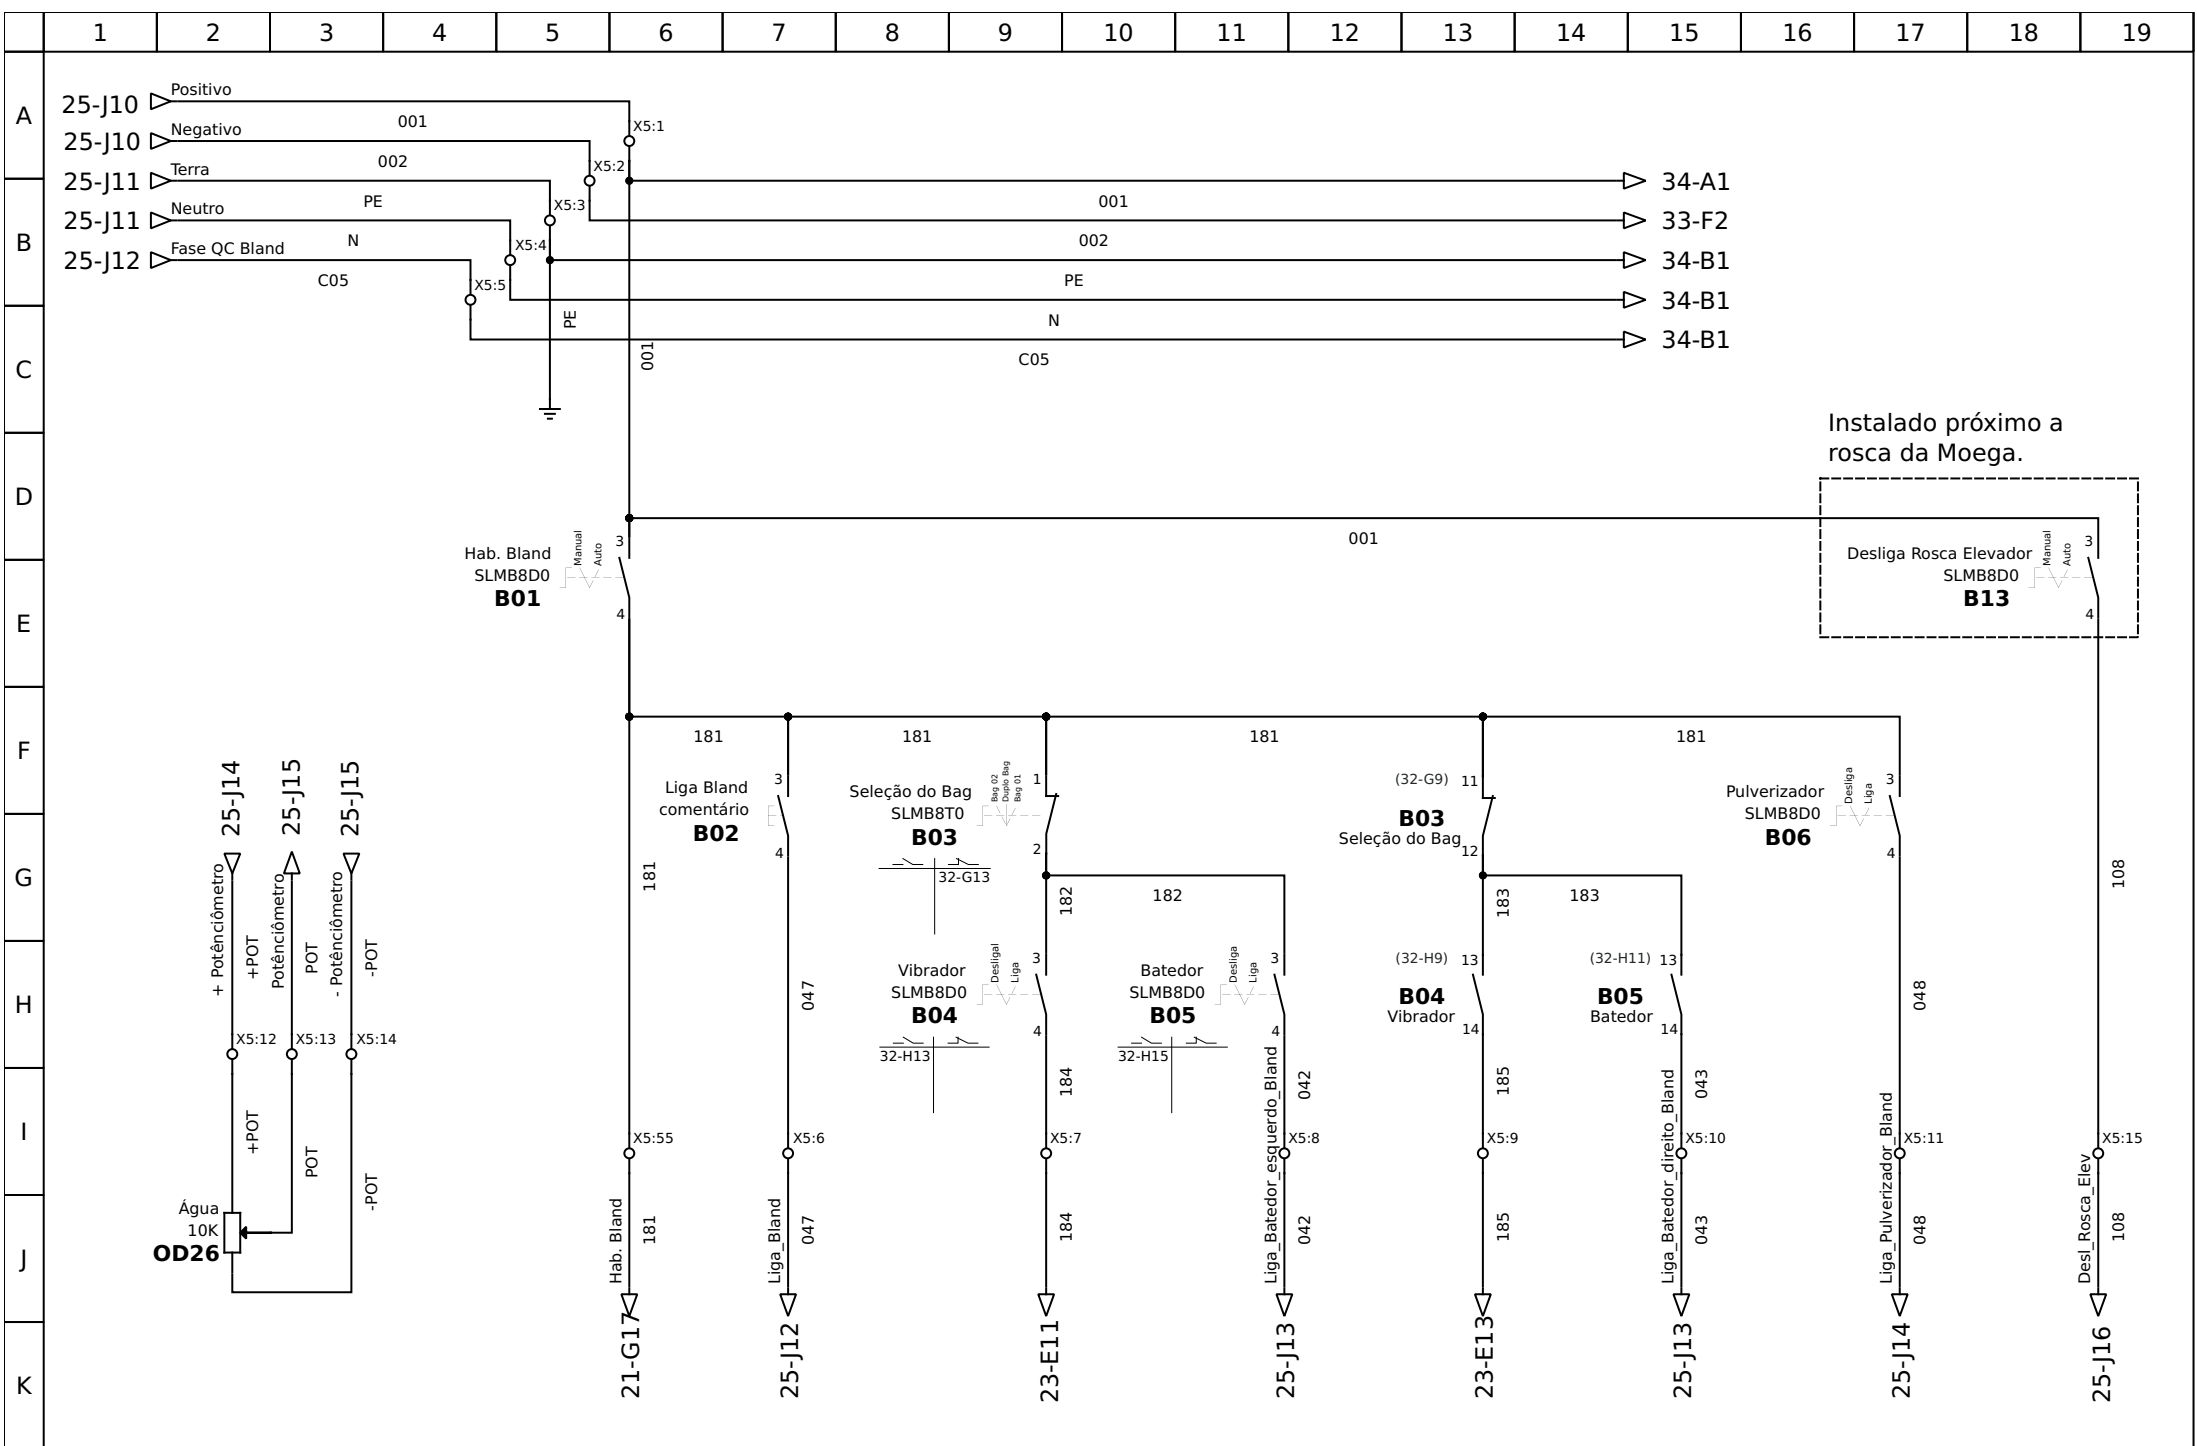 1 2 3 4 5 6 7 8 9 10 11 12 13 14 15 16 17 18 19
A
B
C
D
E
F
G
H
I
J
K
25-J10 Positivo
001
X5:1
25-J10 Negativo
002
X5:2
25-J11 Terra
PE
X5:3
25-J11 Neutro
N
X5:4
25-J12 Fase QC Bland
C05
X5:5
001
34-A1
002
33-F2
PE
34-B1
N
34-B1
C05
34-B1
PE
001
Instalado próximo a
rosca da Moega.
001
Hab. Bland
SLMB8D0
B01
Manual
Auto
3
4
Desliga Rosca Elevador
SLMB8D0
B13
Manual
Auto
3
4
181
181
181
181
Liga Bland
comentário
B02
3
4
Seleção do Bag
SLMB8T0
B03
Bag 02
Duplo Bag
Bag 01
1
2
32-G13
(32-G9)
B03
Seleção do Bag
11
12
Pulverizador
SLMB8D0
B06
Desliga
Liga
3
4
181
182
182
183
183
108
Vibrador
SLMB8D0
B04
Desligal
Liga
3
4
32-H13
Batedor
SLMB8D0
B05
Desliga
Liga
3
4
32-H15
(32-H9)
B04
Vibrador
13
14
(32-H11)
B05
Batedor
13
14
047
048
184
042
185
043
X5:55
X5:6
X5:7
X5:8
X5:9
X5:10
X5:11
X5:15
Hab. Bland
181
Liga_Bland
047
184
Liga_Batedor_esquerdo_Bland
042
185
Liga_Batedor_direito_Bland
043
Liga_Pulverizador_Bland
048
Desl_Rosca_Elev
108
21-G17
25-J12
23-E11
25-J13
23-E13
25-J13
25-J14
25-J16
25-J14
25-J15
25-J15
+ Potênciômetro
+POT
Potênciômetro
POT
- Potênciômetro
-POT
X5:12
X5:13
X5:14
+POT
POT
-POT
Água
10K
OD26